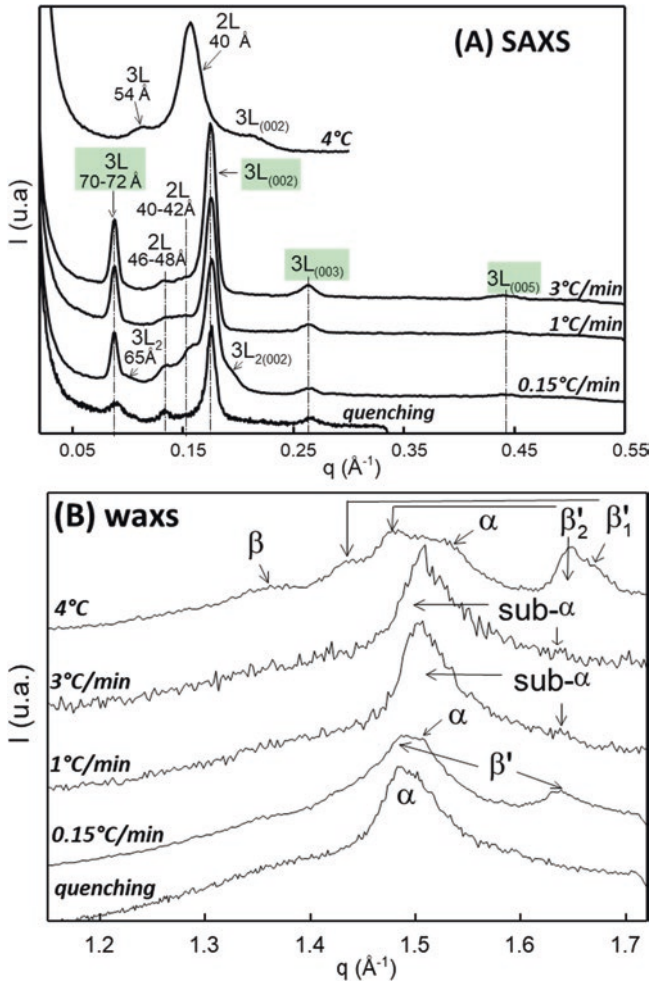 (A) SAXS
2L
40 Å
3L
54 Å
3L(002)
4°C
3L
70-72 Å
3L(002)
2L
40-42Å
2L
46-48Å
3L(003)
3L(005)
3°C/min
1°C/min
3L2
65Å
3L2(002)
0.15°C/min
quenching
I (u.a)
0.05 0.15 0.25 0.35 0.45 0.55
q (Å-1)
(B) waxs
β α β'2 β'1
4°C
sub-α
3°C/min
sub-α
1°C/min
α
β'
0.15°C/min
α
quenching
I (u.a.)
1.2 1.3 1.4 1.5 1.6 1.7
q (Å-1)